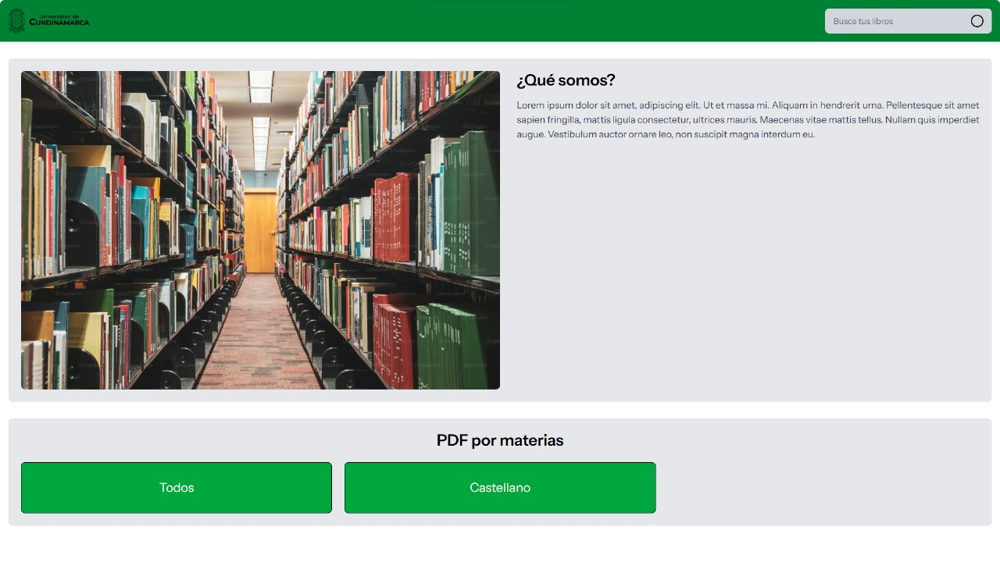 Universidad de
CUNDINAMARCA
Busca tus libros
¿Qué somos?
Lorem ipsum dolor sit amet, adipiscing elit. Ut et massa mi. Aliquam in hendrerit urna. Pellentesque sit amet
sapien fringilla, mattis ligula consectetur, ultrices mauris. Maecenas vitae mattis tellus. Nullam quis imperdiet
augue. Vestibulum auctor ornare leo, non suscipit magna interdum eu.
PDF por materias
Todos
Castellano